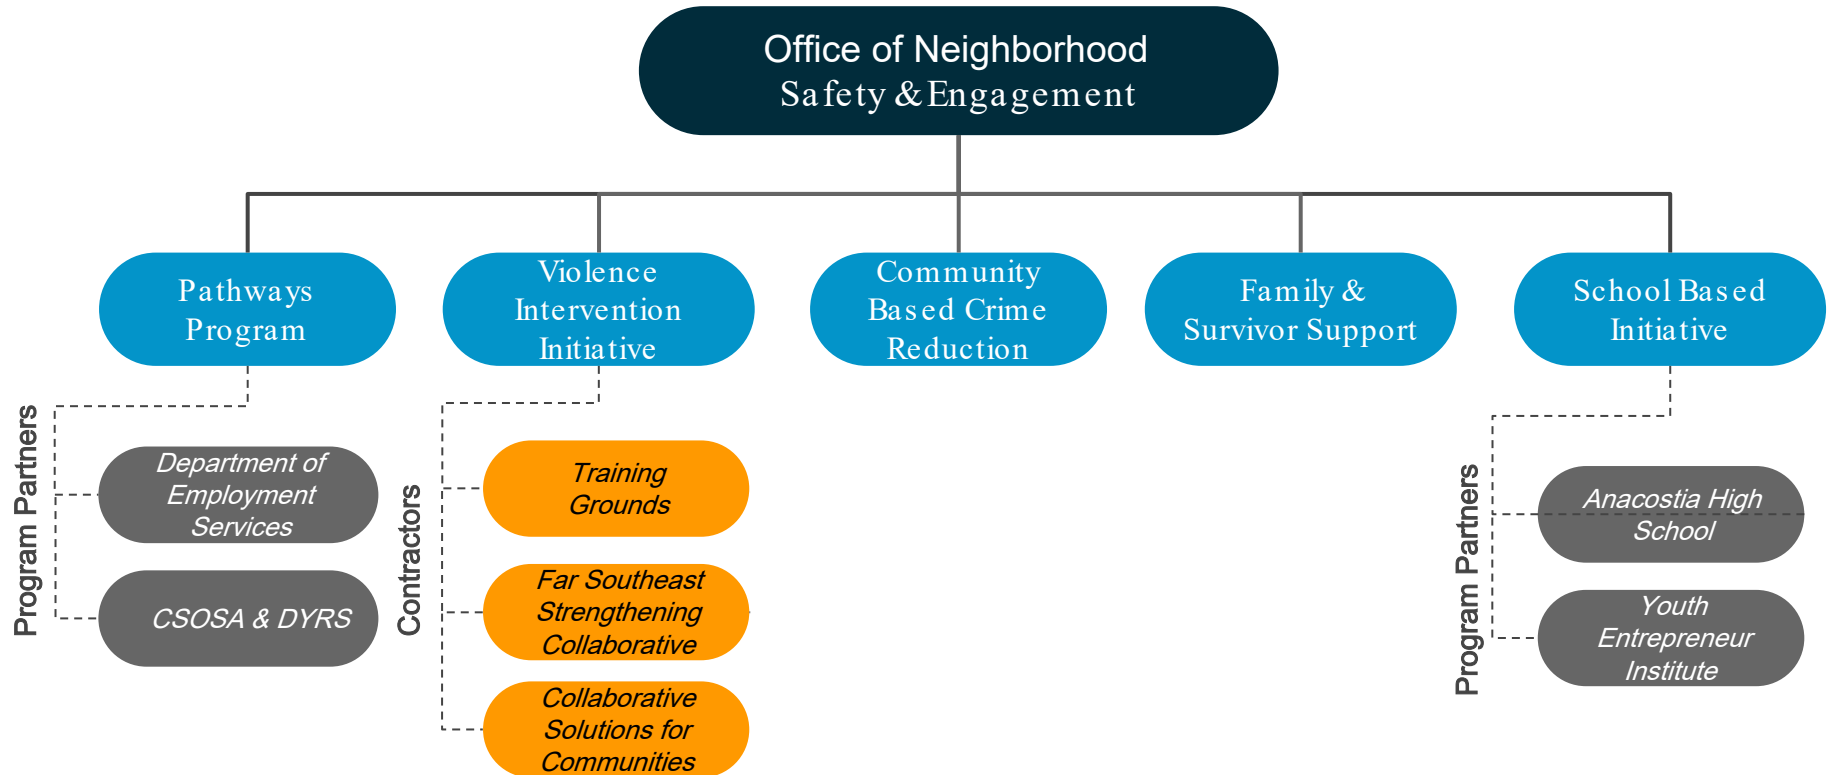 Office of Neighborhood
Safety & Engagement
Pathways
Program
Violence
Intervention
Initiative
Community
Based Crime
Reduction
Family &
Survivor Support
School Based
Initiative
Program Partners
Department of
Employment
Services
CSOSA & DYRS
Contractors
Training
Grounds
Far Southeast
Strengthening
Collaborative
Collaborative
Solutions for
Communities
Program Partners
Anacostia High
School
Youth
Entrepreneur
Institute